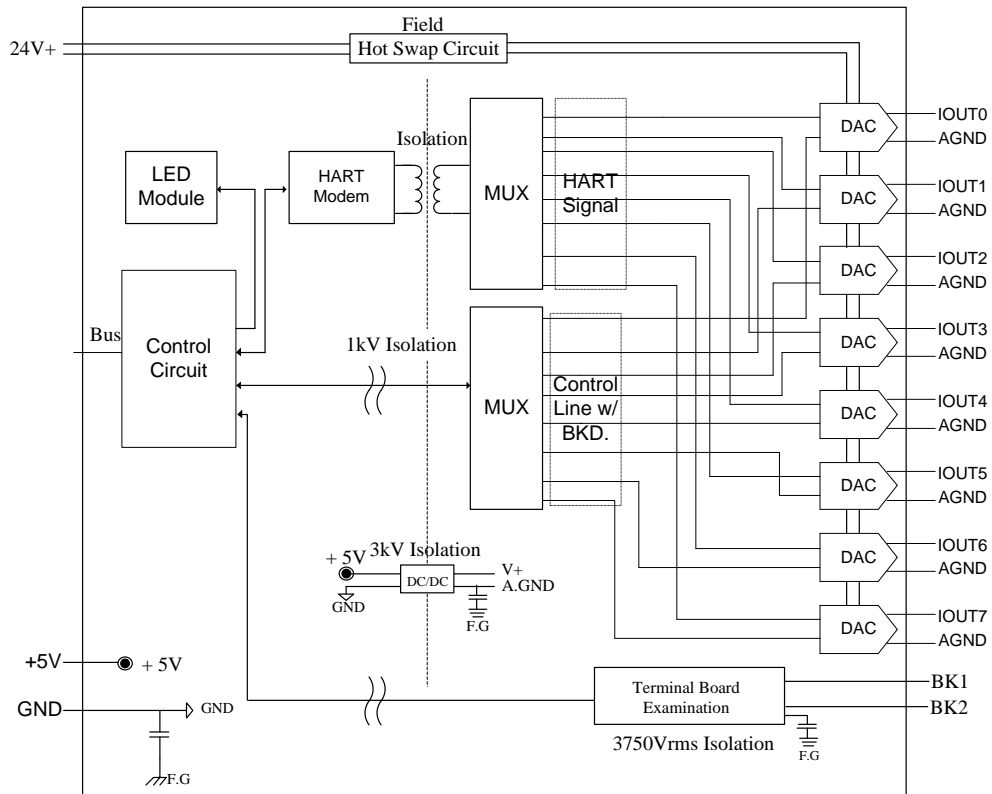 Field
24V+
Hot Swap Circuit
IOUT0
DAC
AGND
Isolation
LED
Module
HART
Modem
MUX
HART
Signal
IOUT1
DAC
AGND
IOUT2
DAC
AGND
Bus
Control
Circuit
1kV Isolation
MUX
Control
Line w/
BKD.
IOUT3
DAC
AGND
IOUT4
DAC
AGND
IOUT5
DAC
AGND
3kV Isolation
+ 5V
DC/DC
V+
A.GND
GND
F.G
IOUT6
DAC
AGND
IOUT7
DAC
AGND
+5V
+ 5V
GND
GND
F.G
Terminal Board
Examination
BK1
BK2
F.G
3750Vrms Isolation